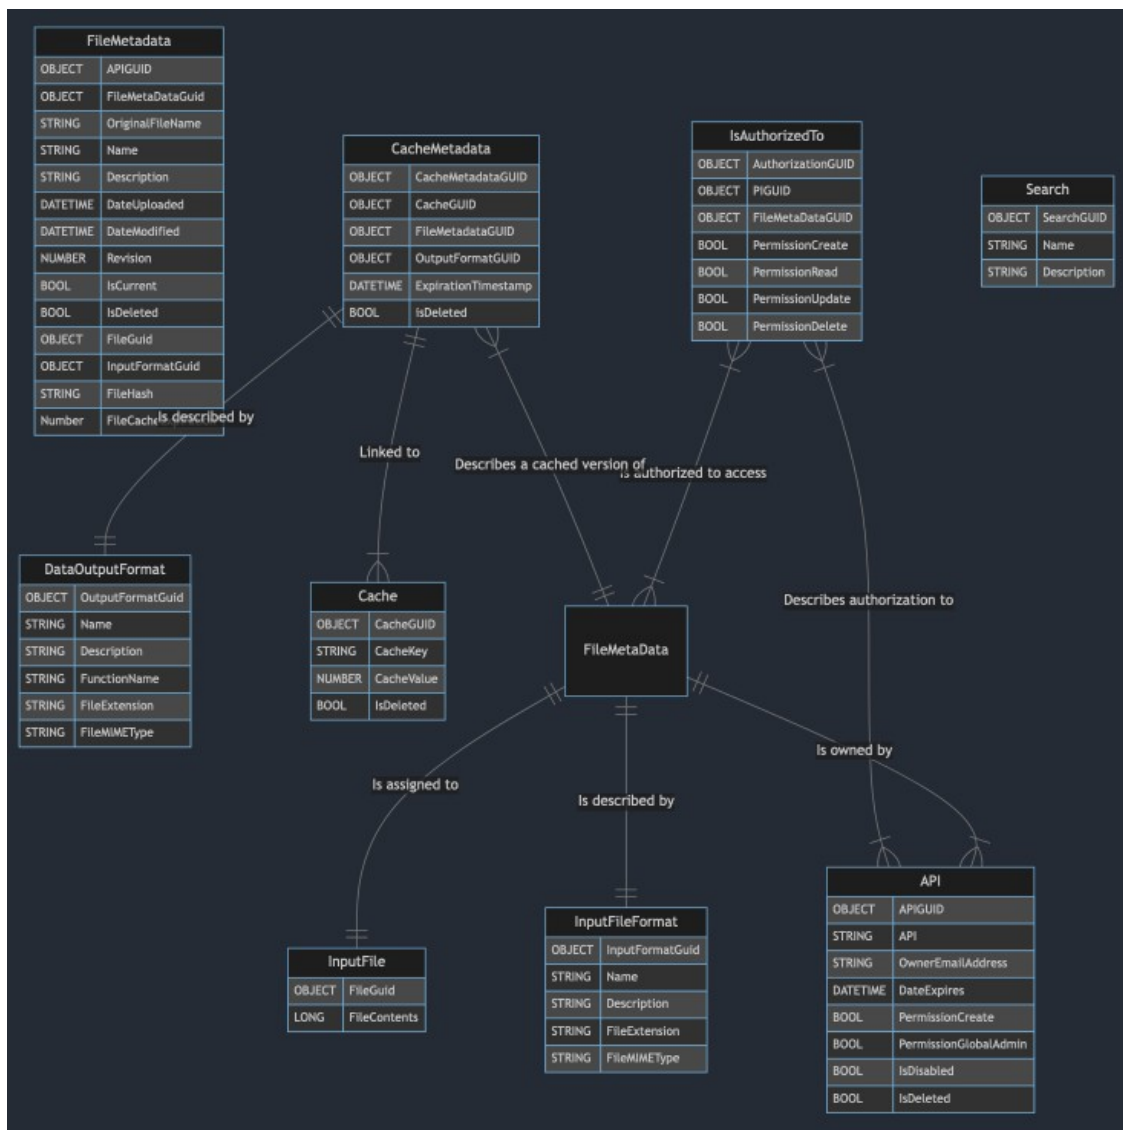 FileMetadata
OBJECT APIGUID
OBJECT FileMetaDataGuid
STRING OriginalFileName
STRING Name
STRING Description
DATETIME DateUploaded
DATETIME DateModified
NUMBER Revision
BOOL IsCurrent
BOOL IsDeleted
OBJECT FileGuid
OBJECT InputFormatGuid
STRING FileHash
Number FileCache
CacheMetadata
OBJECT CacheMetadataGUID
OBJECT CacheGUID
OBJECT FileMetadataGUID
OBJECT OutputFormatGUID
DATETIME ExpirationTimestamp
BOOL isDeleted
IsAuthorizedTo
OBJECT AuthorizationGUID
OBJECT PIGUID
OBJECT FileMetaDataGUID
BOOL PermissionCreate
BOOL PermissionRead
BOOL PermissionUpdate
BOOL PermissionDelete
Search
OBJECT SearchGUID
STRING Name
STRING Description
Is described by
Linked to
Describes a cached version of
Is authorized to access
Describes authorization to
DataOutputFormat
OBJECT OutputFormatGuid
STRING Name
STRING Description
STRING FunctionName
STRING FileExtension
STRING FileMIMEType
Cache
OBJECT CacheGUID
STRING CacheKey
NUMBER CacheValue
BOOL IsDeleted
FileMetaData
Is assigned to
Is described by
Is owned by
InputFile
OBJECT FileGuid
LONG FileContents
InputFileFormat
OBJECT InputFormatGuid
STRING Name
STRING Description
STRING FileExtension
STRING FileMIMEType
API
OBJECT APIGUID
STRING API
STRING OwnerEmailAddress
DATETIME DateExpires
BOOL PermissionCreate
BOOL PermissionGlobalAdmin
BOOL IsDisabled
BOOL IsDeleted